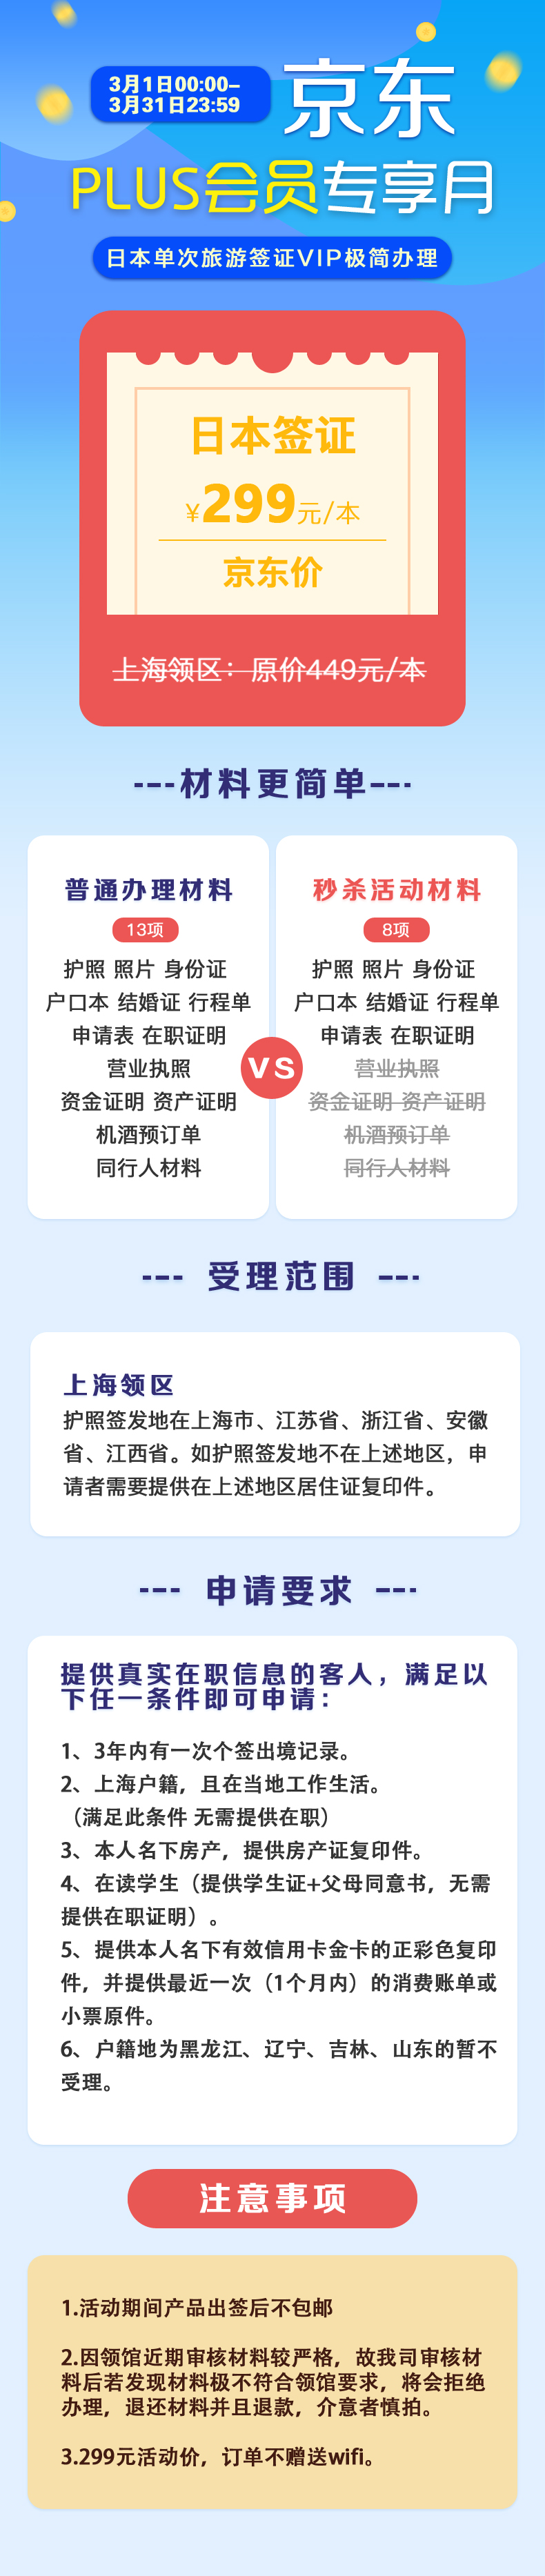 3月1日00:00-
3月31日23:59
京东
PLUS会员专享月
日本单次旅游签证VIP极简办理
日本签证
¥299元/本
京东价
上海领区：原价449元/本
---材料更简单---
普通办理材料
13项
护照 照片 身份证
户口本 结婚证 行程单
申请表 在职证明
营业执照
资金证明 资产证明
机酒预订单
同行人材料
VS
秒杀活动材料
8项
护照 照片 身份证
户口本 结婚证 行程单
申请表 在职证明
营业执照
资金证明 资产证明
机酒预订单
同行人材料
--- 受理范围 ---
上海领区
护照签发地在上海市、江苏省、浙江省、安徽
省、江西省。如护照签发地不在上述地区，申
请者需要提供在上述地区居住证复印件。
--- 申请要求 ---
提供真实在职信息的客人，满足以
下任一条件即可申请：
1、3年内有一次个签出境记录。
2、上海户籍，且在当地工作生活。
（满足此条件 无需提供在职）
3、本人名下房产，提供房产证复印件。
4、在读学生（提供学生证+父母同意书，无需
提供在职证明）。
5、提供本人名下有效信用卡金卡的正彩色复印
件，并提供最近一次（1个月内）的消费账单或
小票原件。
6、户籍地为黑龙江、辽宁、吉林、山东的暂不
受理。
注意事项
1.活动期间产品出签后不包邮
2.因领馆近期审核材料较严格，故我司审核材
料后若发现材料极不符合领馆要求，将会拒绝
办理，退还材料并且退款，介意者慎拍。
3.299元活动价，订单不赠送wifi。